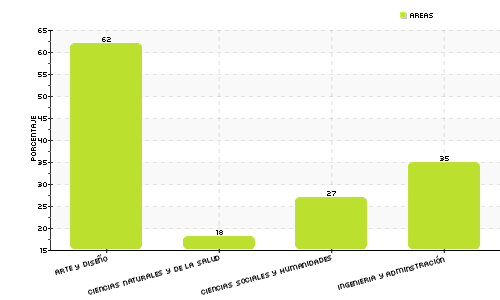 AREAS
PORCENTAJE
65
60
55
50
45
40
35
30
25
20
15
62
18
27
35
ARTE Y DISEÑO
CIENCIAS NATURALES Y DE LA SALUD
CIENCIAS SOCIALES Y HUMANIDADES
INGENIERIA Y ADMINSTRACIÓN